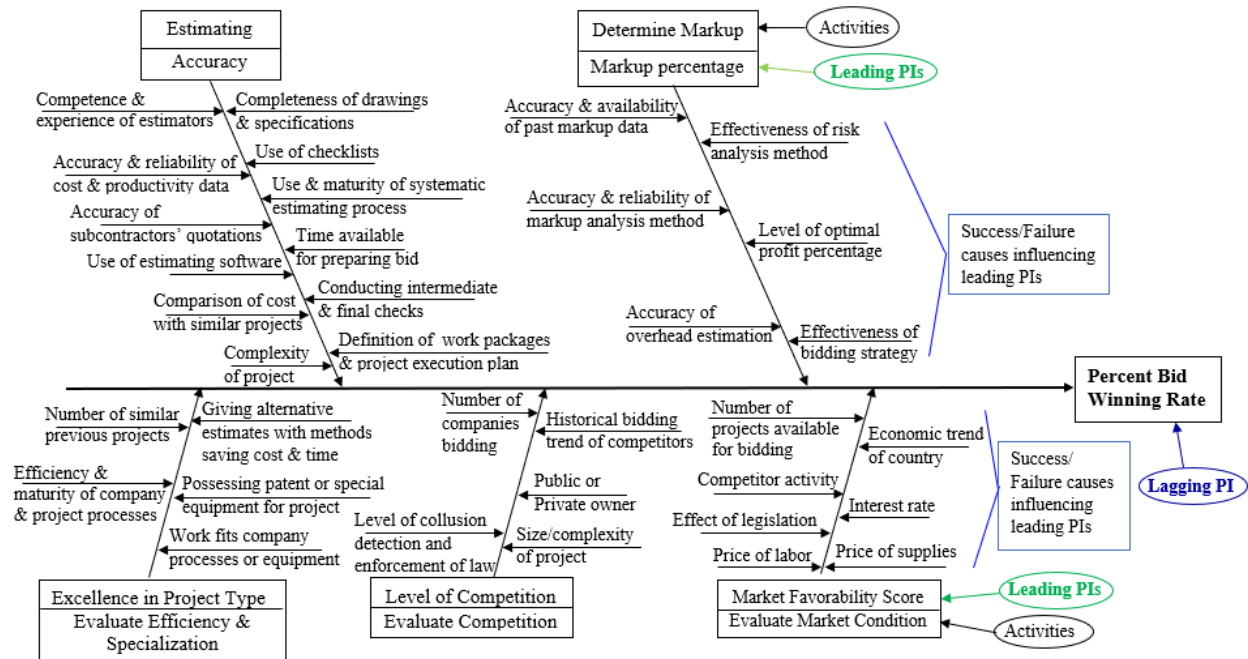 Estimating
Accuracy
Determine Markup
Markup percentage
Activities
Leading PIs
Competence &
experience of estimators
Completeness of drawings
& specifications
Use of checklists
Accuracy & reliability of
cost & productivity data
Use & maturity of systematic
estimating process
Accuracy of
subcontractors' quotations
Time available
for preparing bid
Use of estimating software
Conducting intermediate
& final checks
Comparison of cost
with similar projects
Definition of work packages
& project execution plan
Complexity
of project
Accuracy & availability
of past markup data
Effectiveness of risk
analysis method
Accuracy & reliability of
markup analysis method
Level of optimal
profit percentage
Accuracy of
overhead estimation
Effectiveness of
bidding strategy
Success/Failure
causes influencing
leading PIs
Percent Bid
Winning Rate
Lagging PI
Number of similar
previous projects
Giving alternative
estimates with methods
saving cost & time
Efficiency &
maturity of company
& project processes
Possessing patent or special
equipment for project
Work fits company
processes or equipment
Excellence in Project Type
Evaluate Efficiency &
Specialization
Number of
companies
bidding
Historical bidding
trend of competitors
Public or
Private owner
Level of collusion
detection and
enforcement of law
Size/complexity
of project
Level of Competition
Evaluate Competition
Number of
projects available
for bidding
Economic trend
of country
Competitor activity
Interest rate
Effect of legislation
Price of labor
Price of supplies
Market Favorability Score
Evaluate Market Condition
Success/
Failure causes
influencing
leading PIs
Leading PIs
Activities